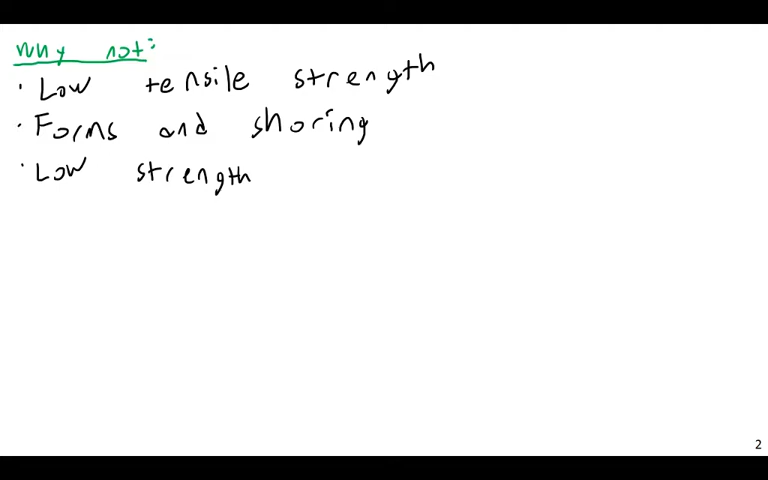 Why not:
• Low tensile strength
• Forms and shoring
• Low strength
2